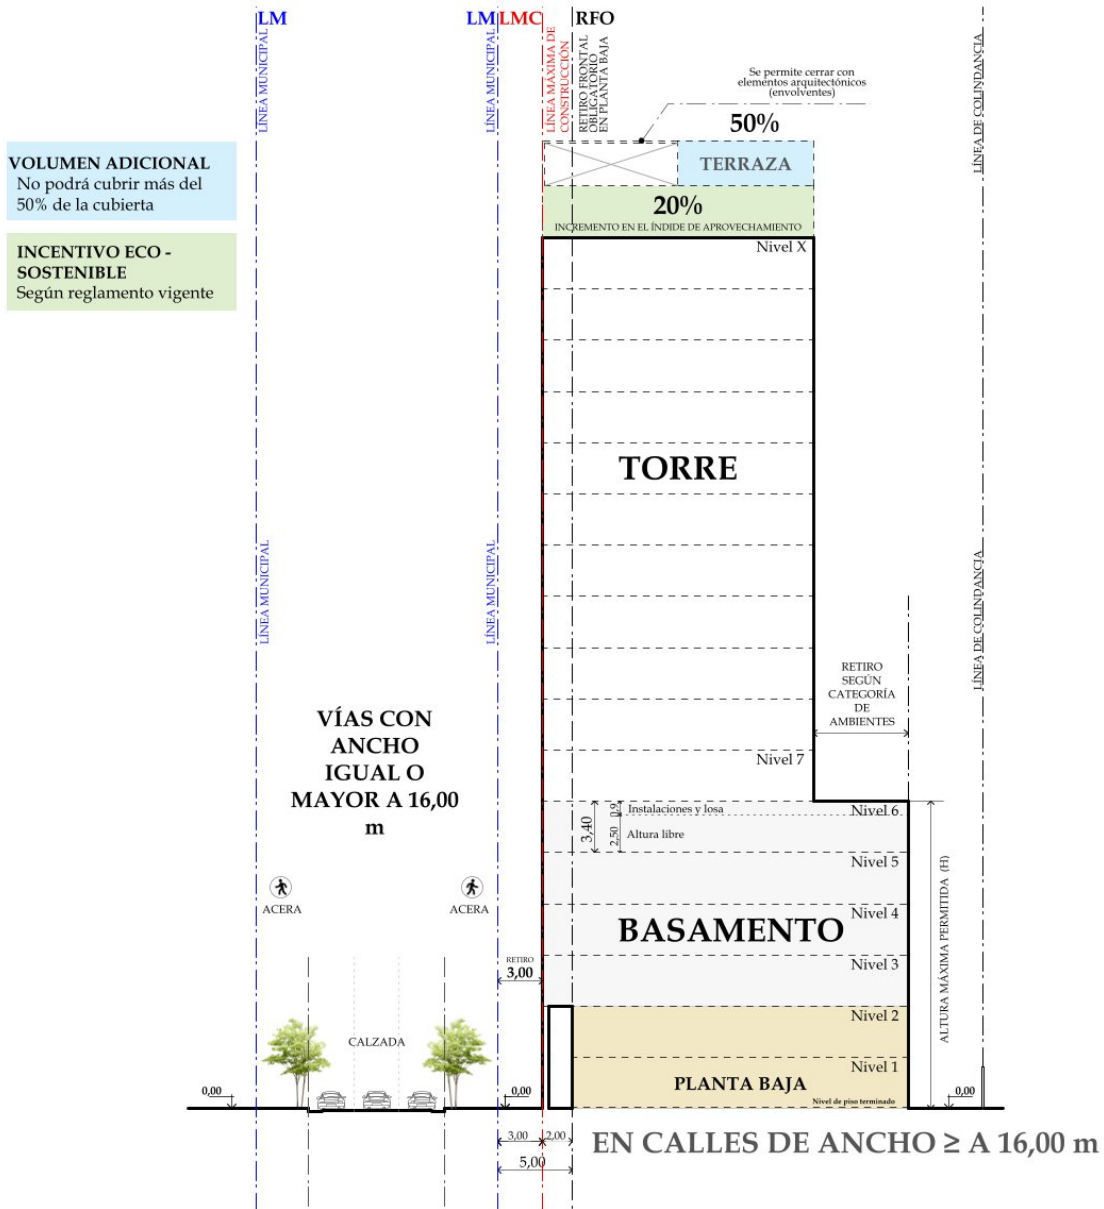 LM
LM
LMC
RFO
LÍNEA MUNICIPAL
LÍNEA MUNICIPAL
LÍNEA MÁXIMA DE
CONSTRUCCIÓN
RETIRO FRONTAL
OBLIGATORIO
EN PLANTA BAJA
LÍNEA DE COLINDANCIA
Se permite cerrar con
elementos arquitectónicos
(envolventes)
50%
TERRAZA
VOLUMEN ADICIONAL
No podrá cubrir más del
50% de la cubierta
20%
INCREMENTO EN EL ÍNDIDE DE APROVECHAMIENTO
INCENTIVO ECO -
SOSTENIBLE
Según reglamento vigente
Nivel X
TORRE
LÍNEA MUNICIPAL
LÍNEA MUNICIPAL
LÍNEA DE COLINDANCIA
RETIRO
SEGÚN
CATEGORÍA
DE
AMBIENTES
VÍAS CON
ANCHO
IGUAL O
MAYOR A 16,00
m
Nivel 7
Nivel 6
3,40
0,9
Instalaciones y losa
2,50
Altura libre
Nivel 5
ACERA
ACERA
Nivel 4
BASAMENTO
ALTURA MÁXIMA PERMITIDA (H)
RETIRO
3,00
Nivel 3
Nivel 2
CALZADA
Nivel 1
PLANTA BAJA
Nivel de piso terminado
0,00
0,00
0,00
3,00
2,00
5,00
EN CALLES DE ANCHO ≥ A 16,00 m